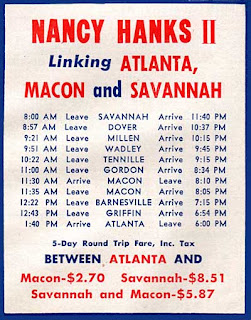 NANCY HANKS II
Linking ATLANTA,
MACON and SAVANNAH
8:00 AM Leave SAVANNAH Arrive 11:40 PM
8:57 AM Leave DOVER Arrive 10:37 PM
9:21 AM Leave MILLEN Arrive 10:15 PM
9:51 AM Leave WADLEY Arrive 9:45 PM
10:22 AM Leave TENNILLE Arrive 9:15 PM
11:00 AM Leave GORDON Arrive 8:34 PM
11:30 AM Arrive MACON Leave 8:10 PM
11:35 AM Leave MACON Arrive 8:05 PM
12:22 PM Leave BARNESVILLE Arrive 7:15 PM
12:43 PM Leave GRIFFIN Arrive 6:54 PM
1:40 PM Arrive ATLANTA Leave 6:00 PM
5-Day Round Trip Fare, Inc. Tax
BETWEEN ATLANTA AND
Macon-$2.70 Savannah-$8.51
Savannah and Macon-$5.87